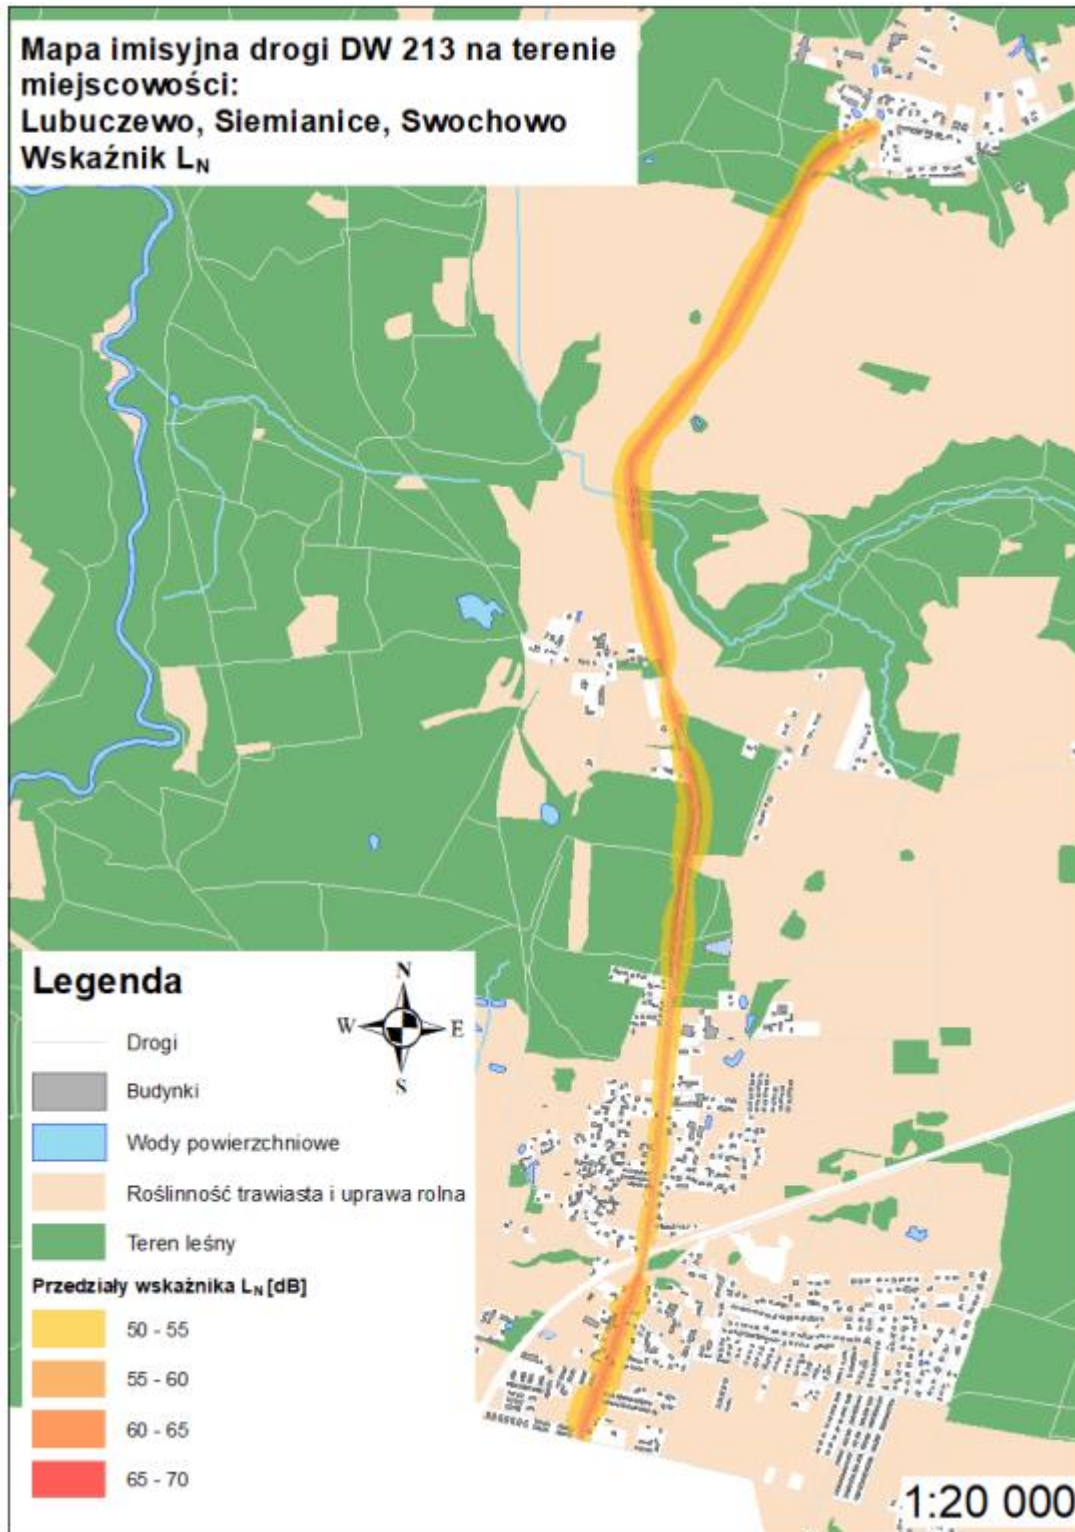 Mapa imisyjna drogi DW 213 na terenie
miejscowości:
Lubuczewo, Siemianice, Swochowo
Wskaźnik LN
Legenda
N
W E
S
Drogi
Budynki
Wody powierzchniowe
Roślinność trawiasta i uprawa rolna
Teren leśny
Przedziały wskaźnika LN [dB]
50 - 55
55 - 60
60 - 65
65 - 70
1:20 000